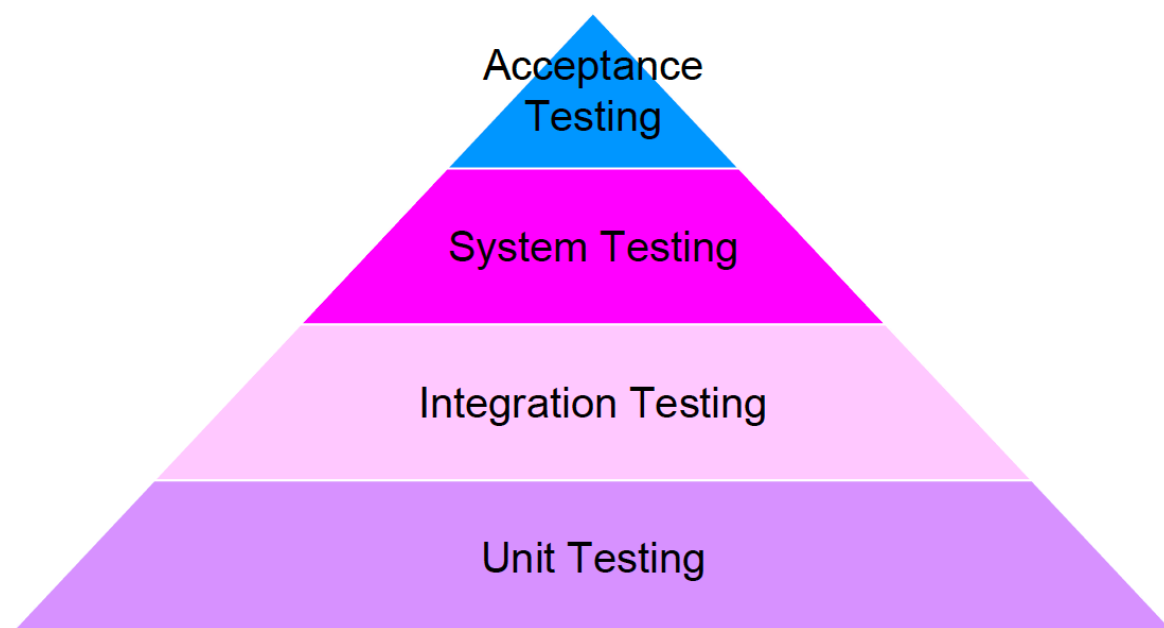 Acceptance
Testing
System Testing
Integration Testing
Unit Testing